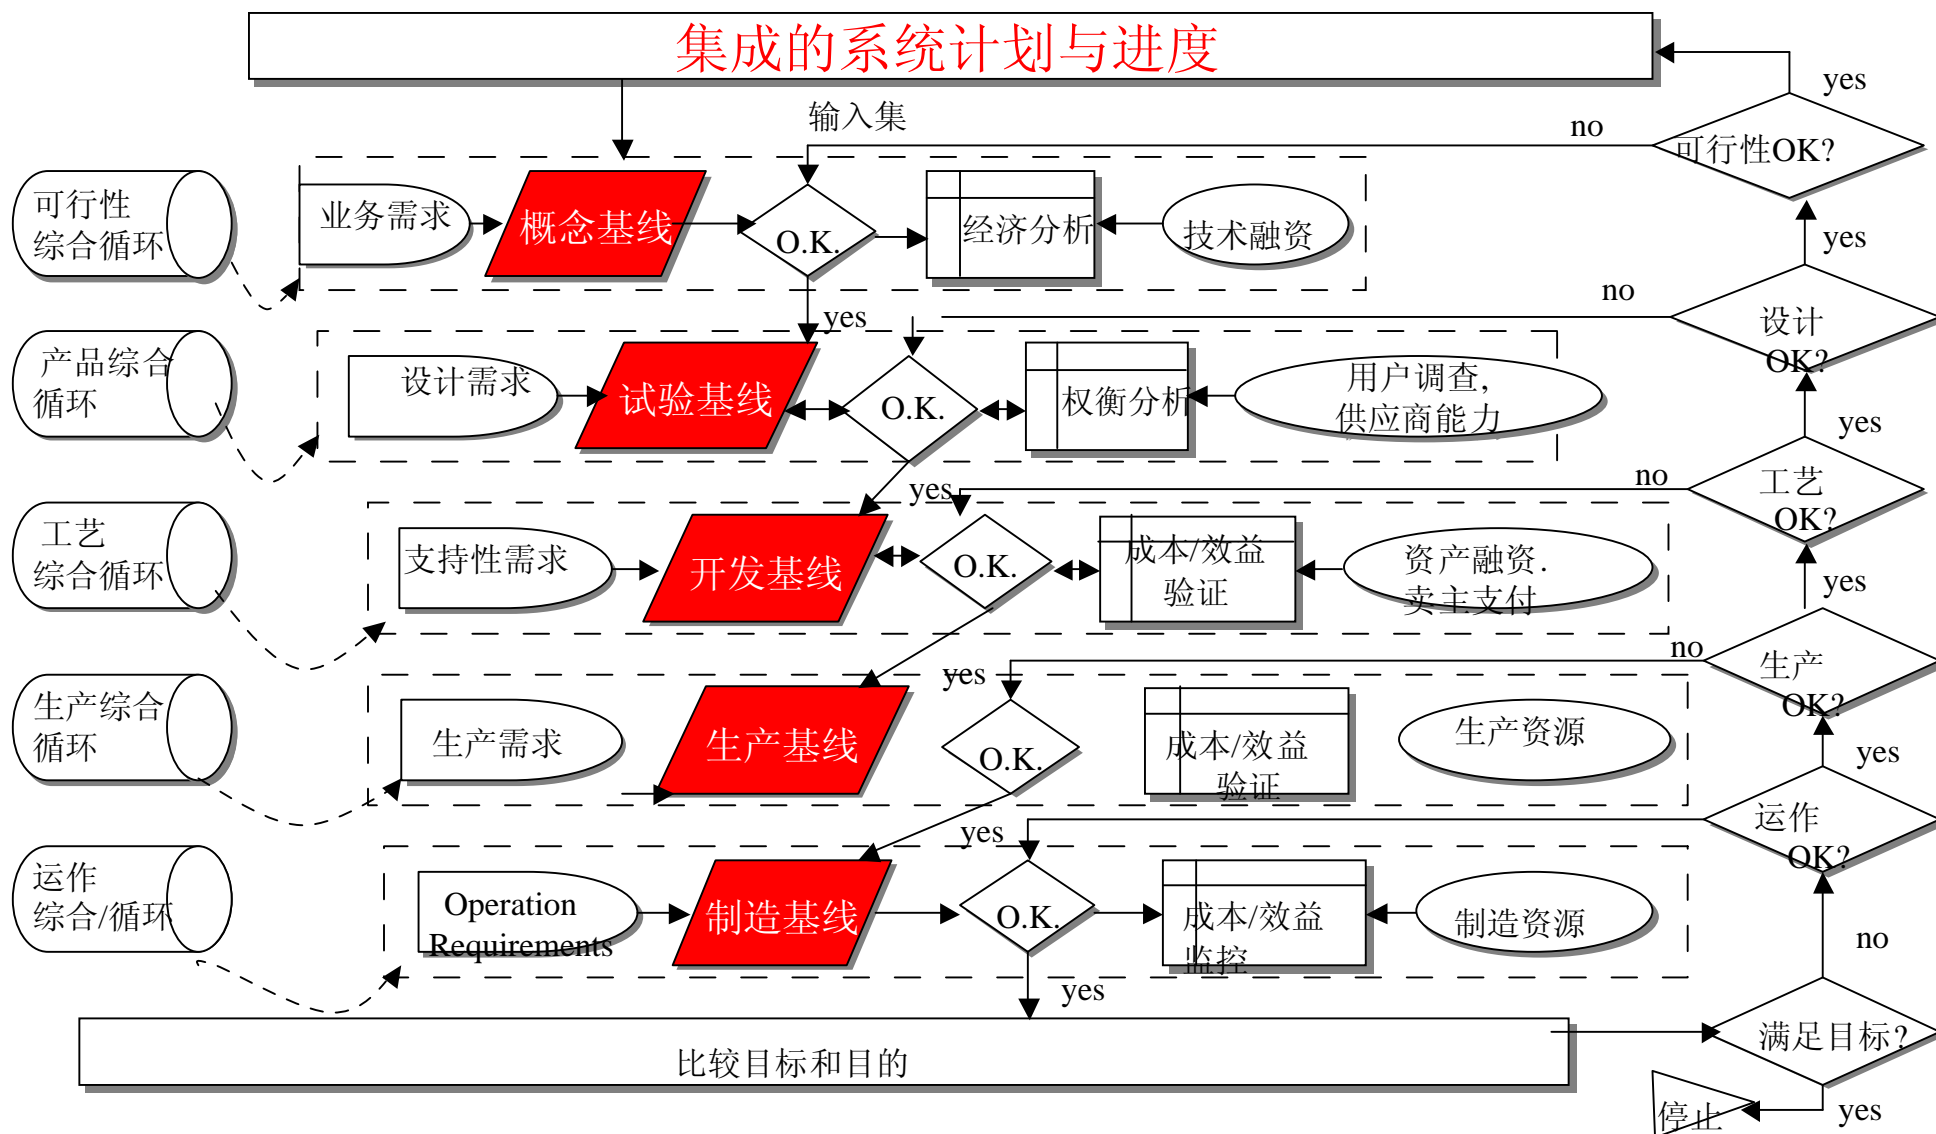 集成的系统计划与进度
yes
输入集
no
可行性OK?
可行性
综合循环
业务需求
概念基线
O.K.
经济分析
技术融资
yes
no
yes
设计
OK?
产品综合
循环
设计需求
试验基线
O.K.
权衡分析
用户调查,
供应商能力
yes
yes
no
工艺
OK?
工艺
综合循环
支持性需求
开发基线
O.K.
成本/效益
验证
资产融资.
卖主支付
yes
yes
no
生产
OK?
生产综合
循环
生产需求
生产基线
O.K.
成本/效益
验证
生产资源
yes
yes
运作
OK?
运作
综合/循环
Operation
Requirements
制造基线
O.K.
成本/效益
监控
制造资源
no
yes
比较目标和目的
满足目标?
停止
yes